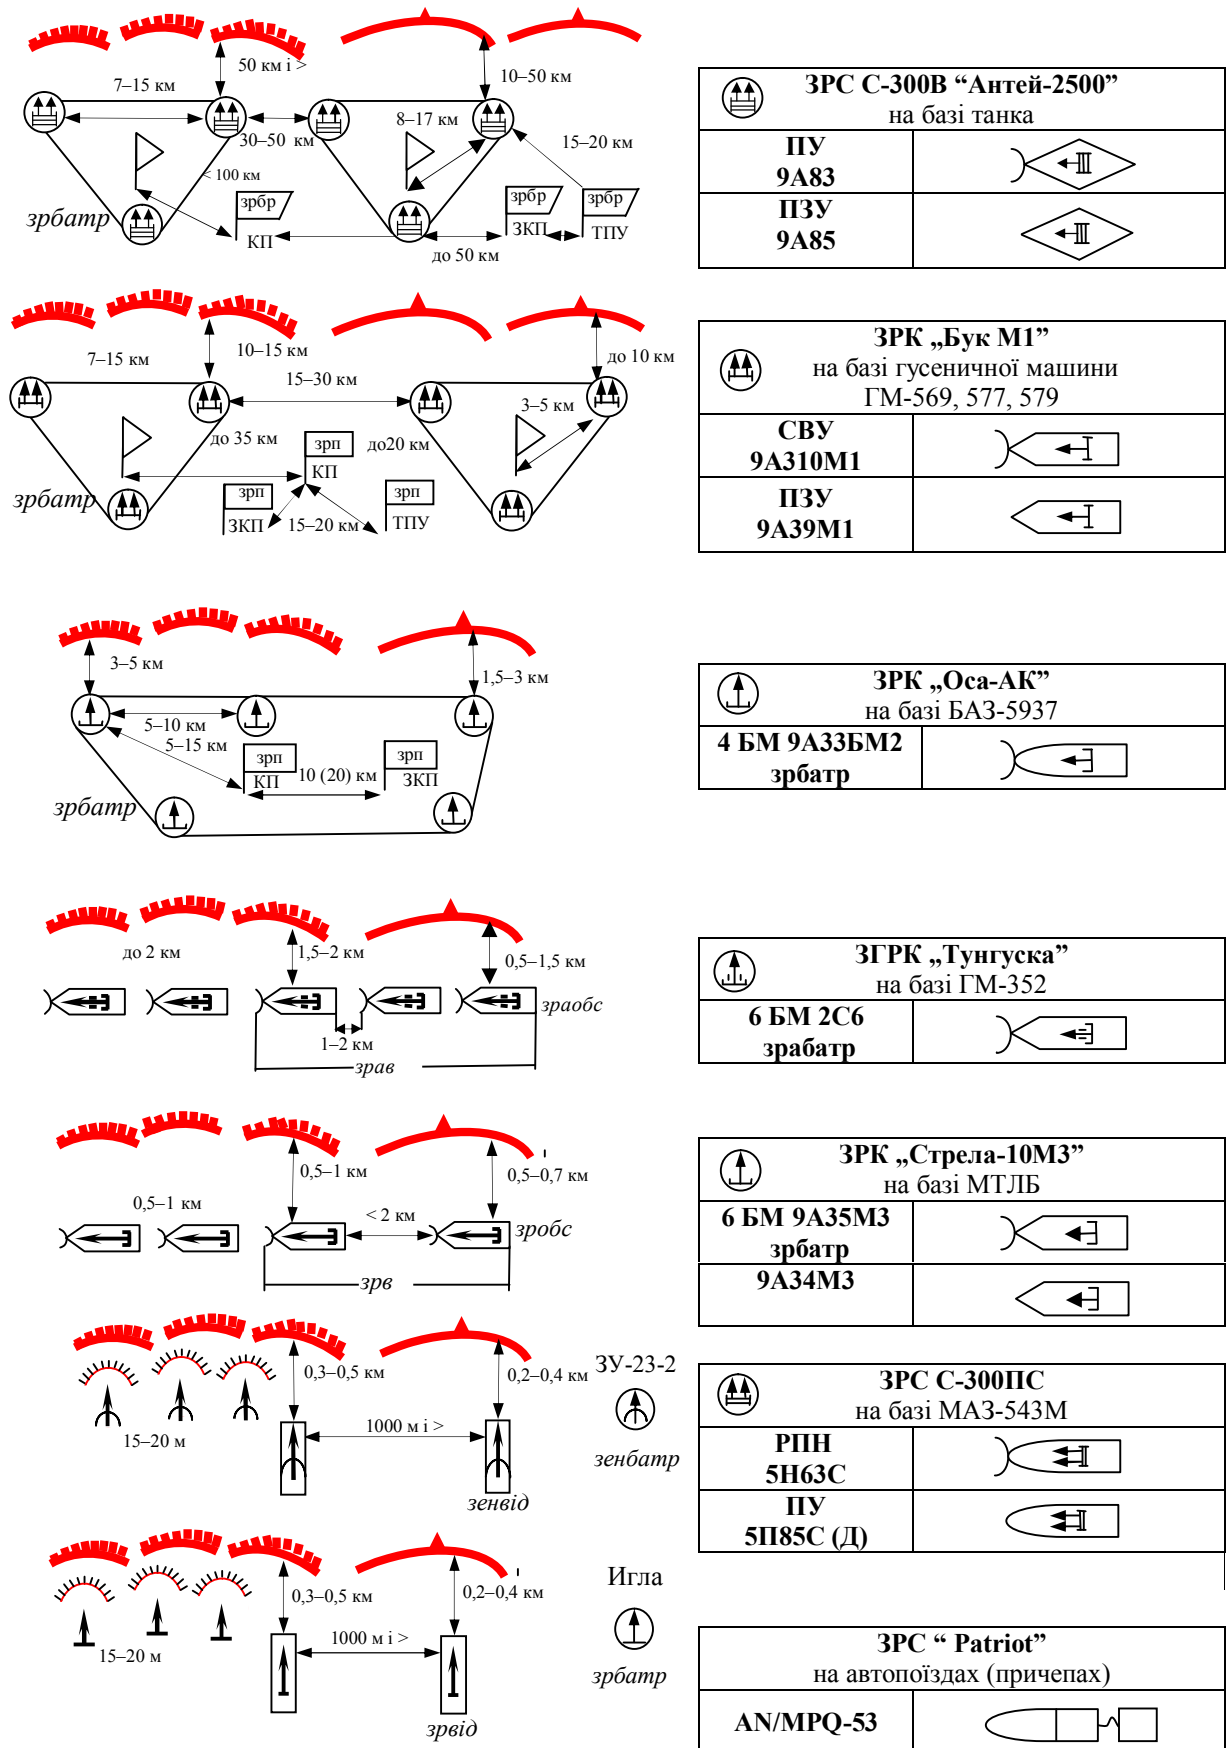 50 км і >
7–15 км
10–50 км
8–17 км
30–50 км
15–20 км
< 100 км
зрбр
зрбр
зрбр
зрбатр
КП
ЗКП
ТПУ
до 50 км
ЗРС С-300В “Антей-2500”
на базі танка
ПУ
9А83
ПЗУ
9А85
7–15 км
10–15 км
до 10 км
15–30 км
3–5 км
до 35 км
до20 км
зрп
КП
зрбатр
зрп
зрп
ЗКП
15–20 км
ТПУ
ЗРК „Бук М1”
на базі гусеничної машини
ГМ-569, 577, 579
СВУ
9А310М1
ПЗУ
9А39М1
3–5 км
1,5–3 км
5–10 км
5–15 км
зрп
зрп
КП
10 (20) км
ЗКП
зрбатр
ЗРК „Оса-АК”
на базі БАЗ-5937
4 БМ 9А33БМ2
зрбатр
до 2 км
1,5–2 км
0,5–1,5 км
зраобс
1–2 км
зрав
ЗГРК „Тунгуска”
на базі ГМ-352
6 БМ 2С6
зрабатр
0,5–1 км
0,5–0,7 км
0,5–1 км
< 2 км
зробс
зрв
ЗРК „Стрела-10М3”
на базі МТЛБ
6 БМ 9А35М3
зрбатр
9А34М3
0,3–0,5 км
0,2–0,4 км
ЗУ-23-2
15–20 м
1000 м і >
зенбатр
зенвід
ЗРС С-300ПС
на базі МАЗ-543М
РПН
5Н63С
ПУ
5П85С (Д)
0,3–0,5 км
0,2–0,4 км
Игла
15–20 м
1000 м і >
зрбатр
зрвід
ЗРС “ Patriot”
на автопоїздах (причепах)
AN/MPQ-53